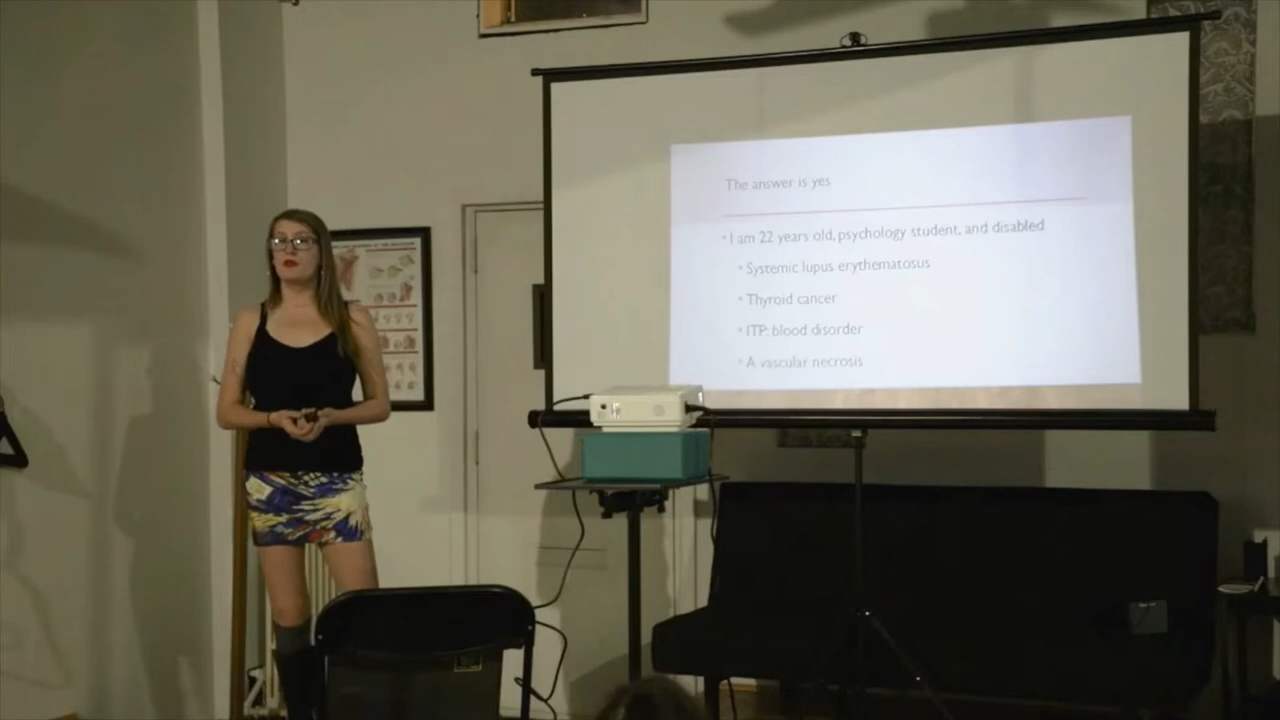 The answer is yes
• I am 22 years old, psychology student, and disabled
• Systemic lupus erythematosus
• Thyroid cancer
• ITP: blood disorder
• A vascular necrosis